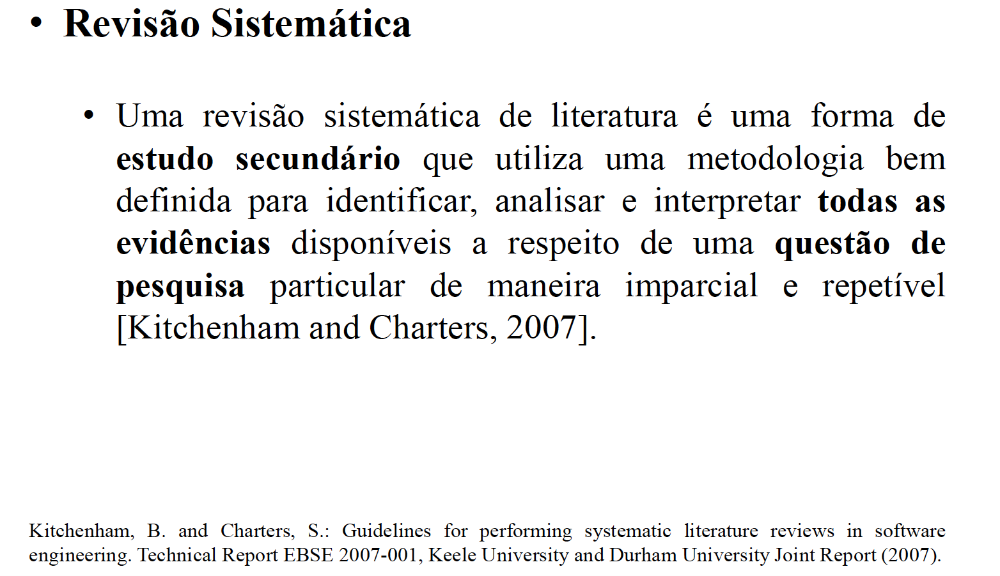 • Revisão Sistemática
• Uma revisão sistemática de literatura é uma forma de
estudo secundário que utiliza uma metodologia bem
definida para identificar, analisar e interpretar todas as
evidências disponíveis a respeito de uma questão de
pesquisa particular de maneira imparcial e repetível
[Kitchenham and Charters, 2007].
Kitchenham, B. and Charters, S.: Guidelines for performing systematic literature reviews in software
engineering. Technical Report EBSE 2007-001, Keele University and Durham University Joint Report (2007).